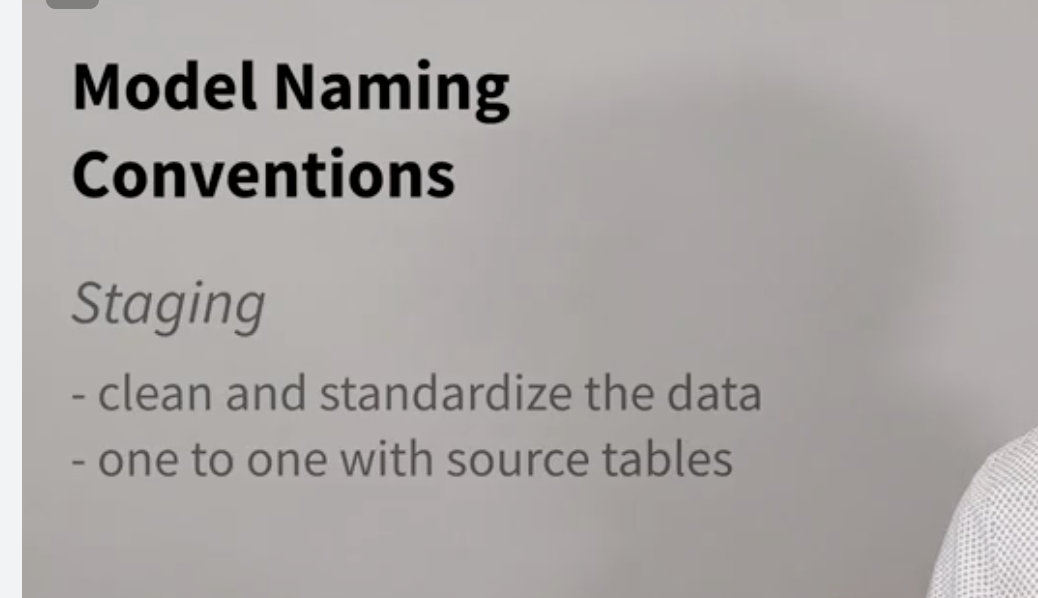 Model Naming
Conventions
Staging
- clean and standardize the data
- one to one with source tables